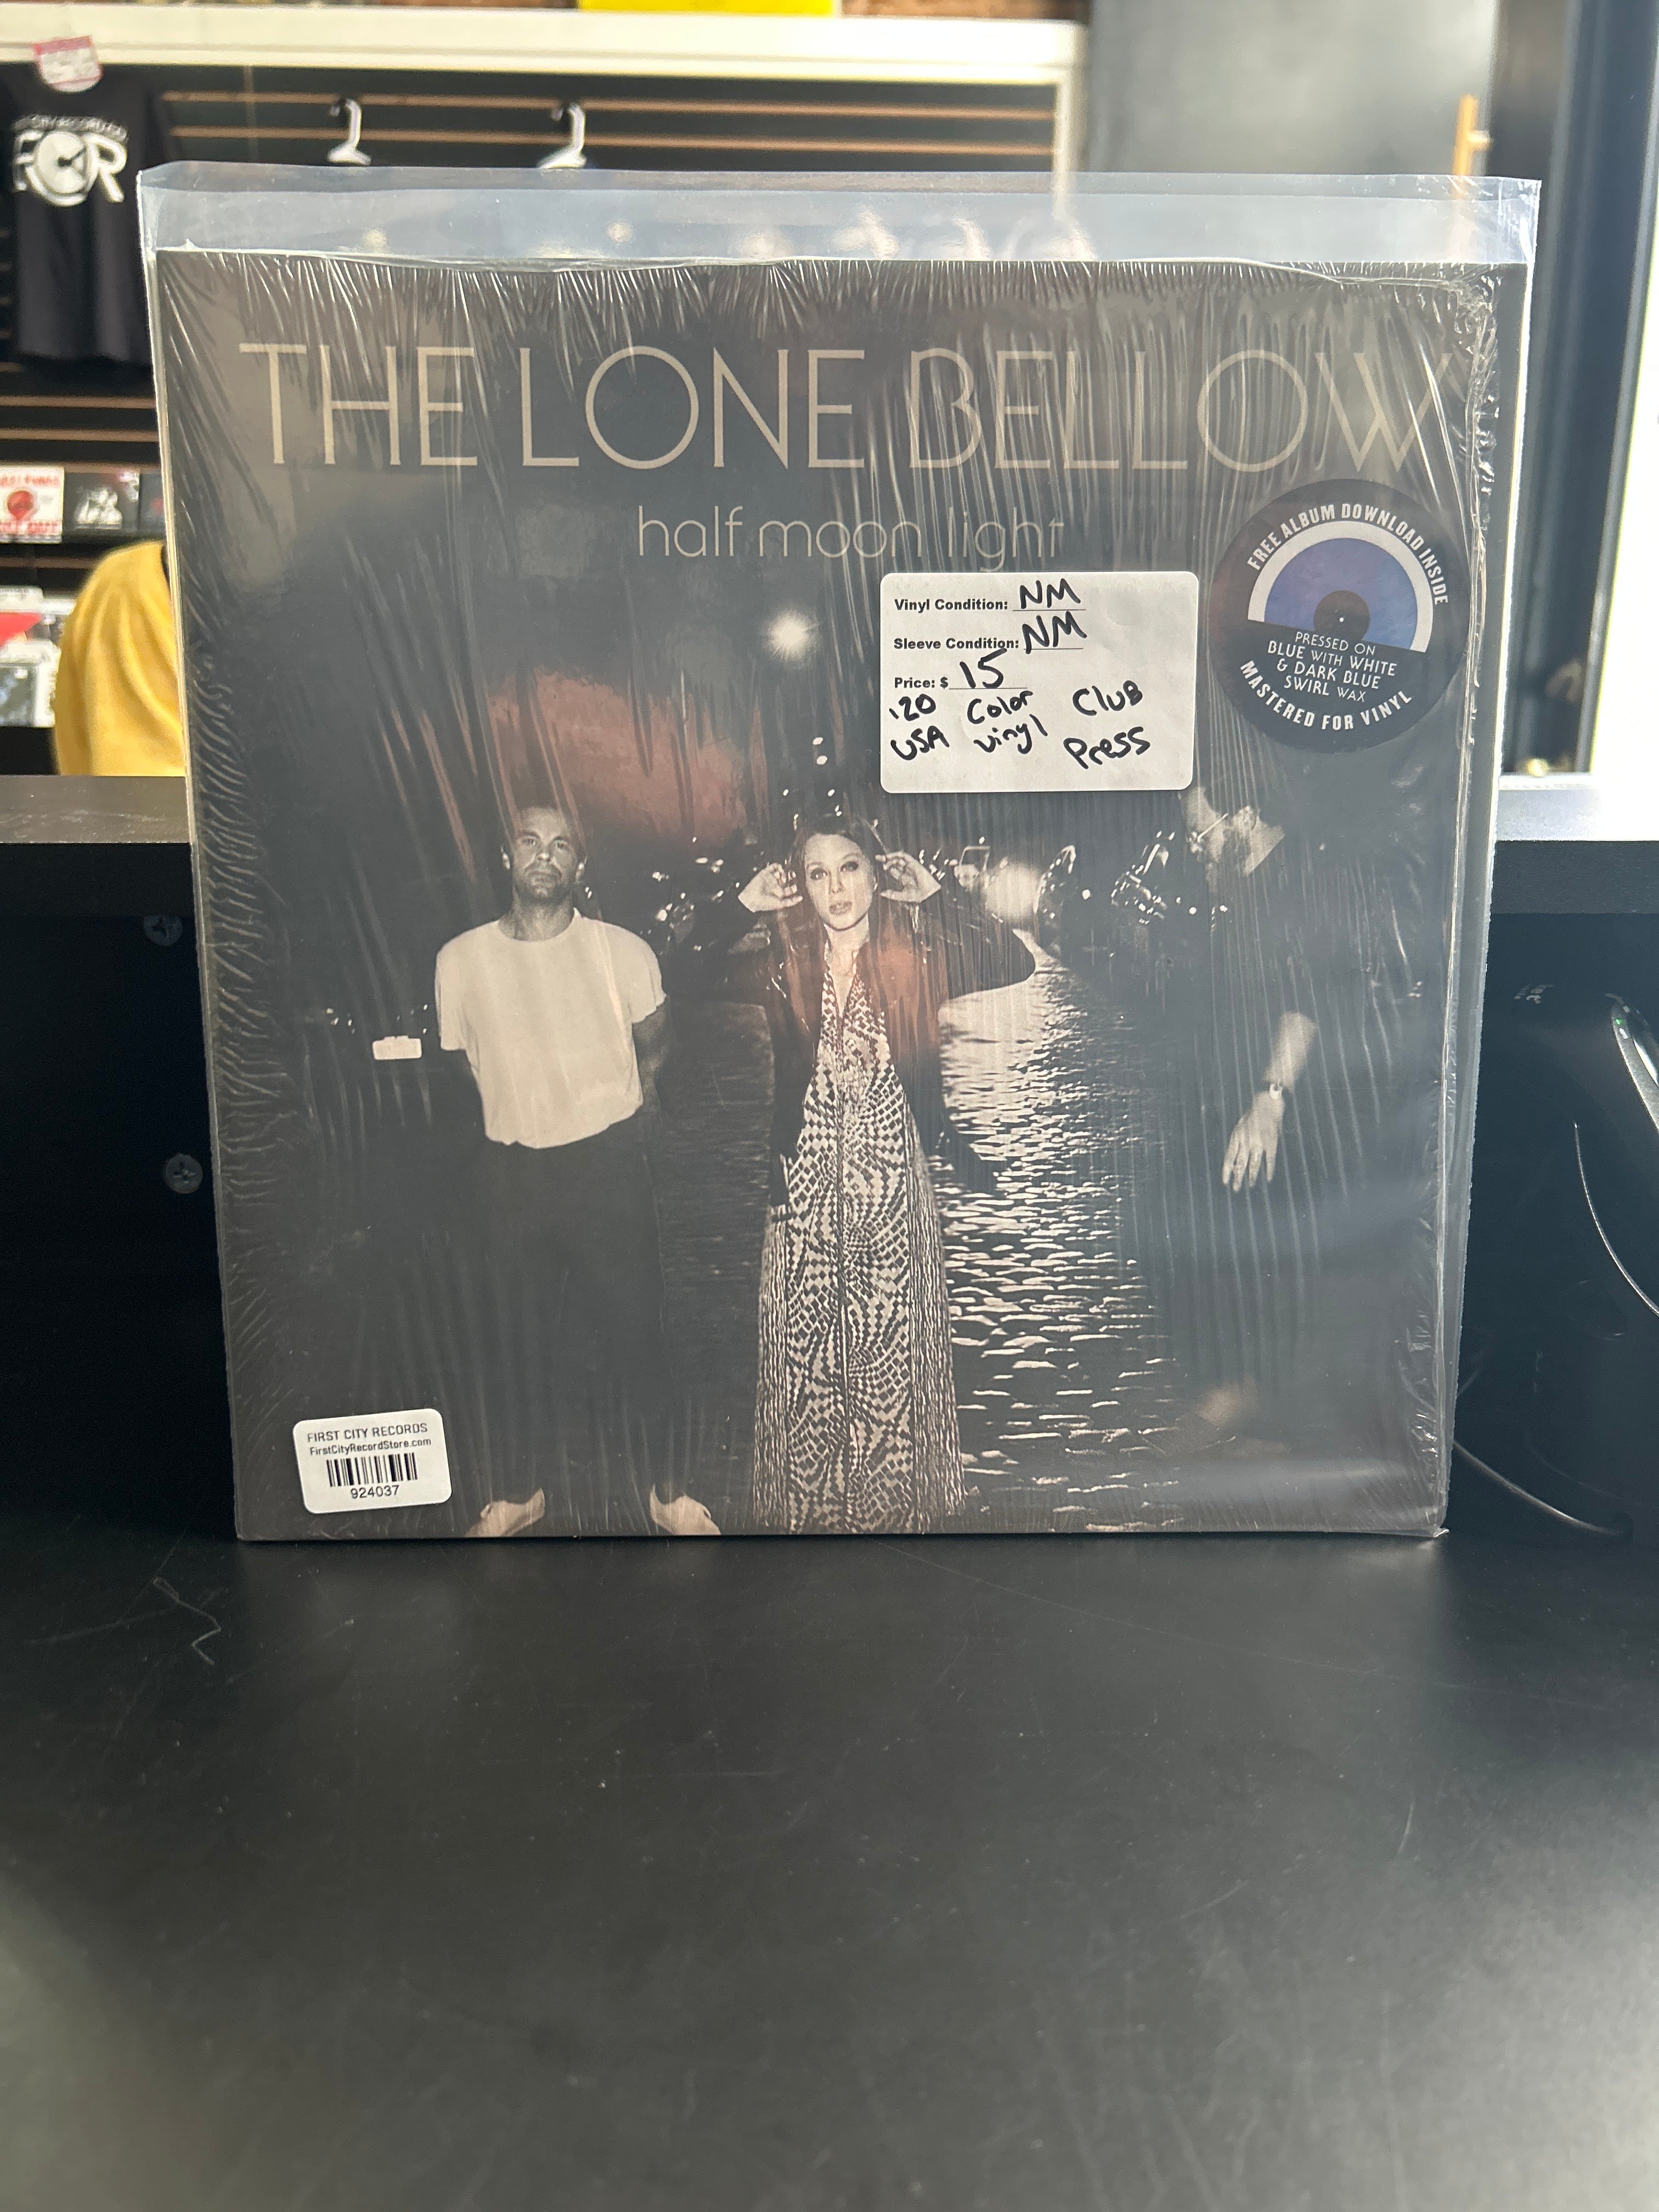 THE LONE BELLOW
half moon light
Vinyl Condition: NM
Sleeve Condition: NM
Price: $ 15
'20 Color Club
USA Vinyl Press
FREE ALBUM DOWNLOAD INSIDE
PRESSED ON
BLUE WITH WHITE
& DARK BLUE
SWIRL WAX
MASTERED FOR VINYL
FIRST CITY RECORDS
FirstCityRecordStore.com
924037